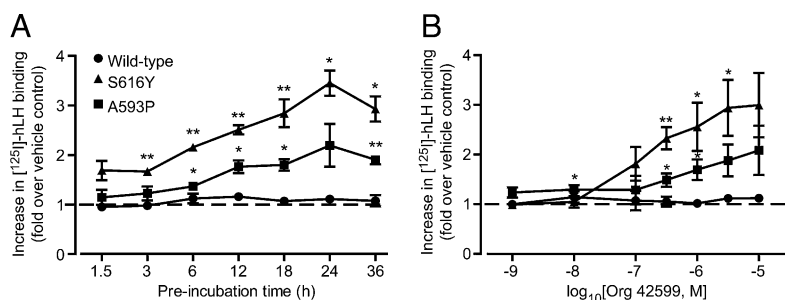 A
Increase in [¹²⁵I]-hLH binding
(fold over vehicle control)
4
3
2
1
0
Wild-type
S616Y
A593P
** ** ** ** * *
* * * **
1.5 3 6 12 18 24 36
Pre-incubation time (h)
B
Increase in [¹²⁵I]-hLH binding
(fold over vehicle control)
4
3
2
1
0
* ** * *
* *
-9 -8 -7 -6 -5
log₁₀[Org 42599, M]